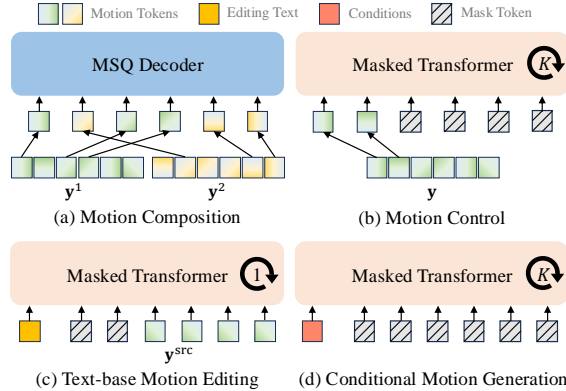 Motion Tokens Editing Text Conditions Mask Token
MSQ Decoder
Masked Transformer K
y¹ y² y
(a) Motion Composition (b) Motion Control
Masked Transformer 1 Masked Transformer K
y^src
(c) Text-base Motion Editing (d) Conditional Motion Generation